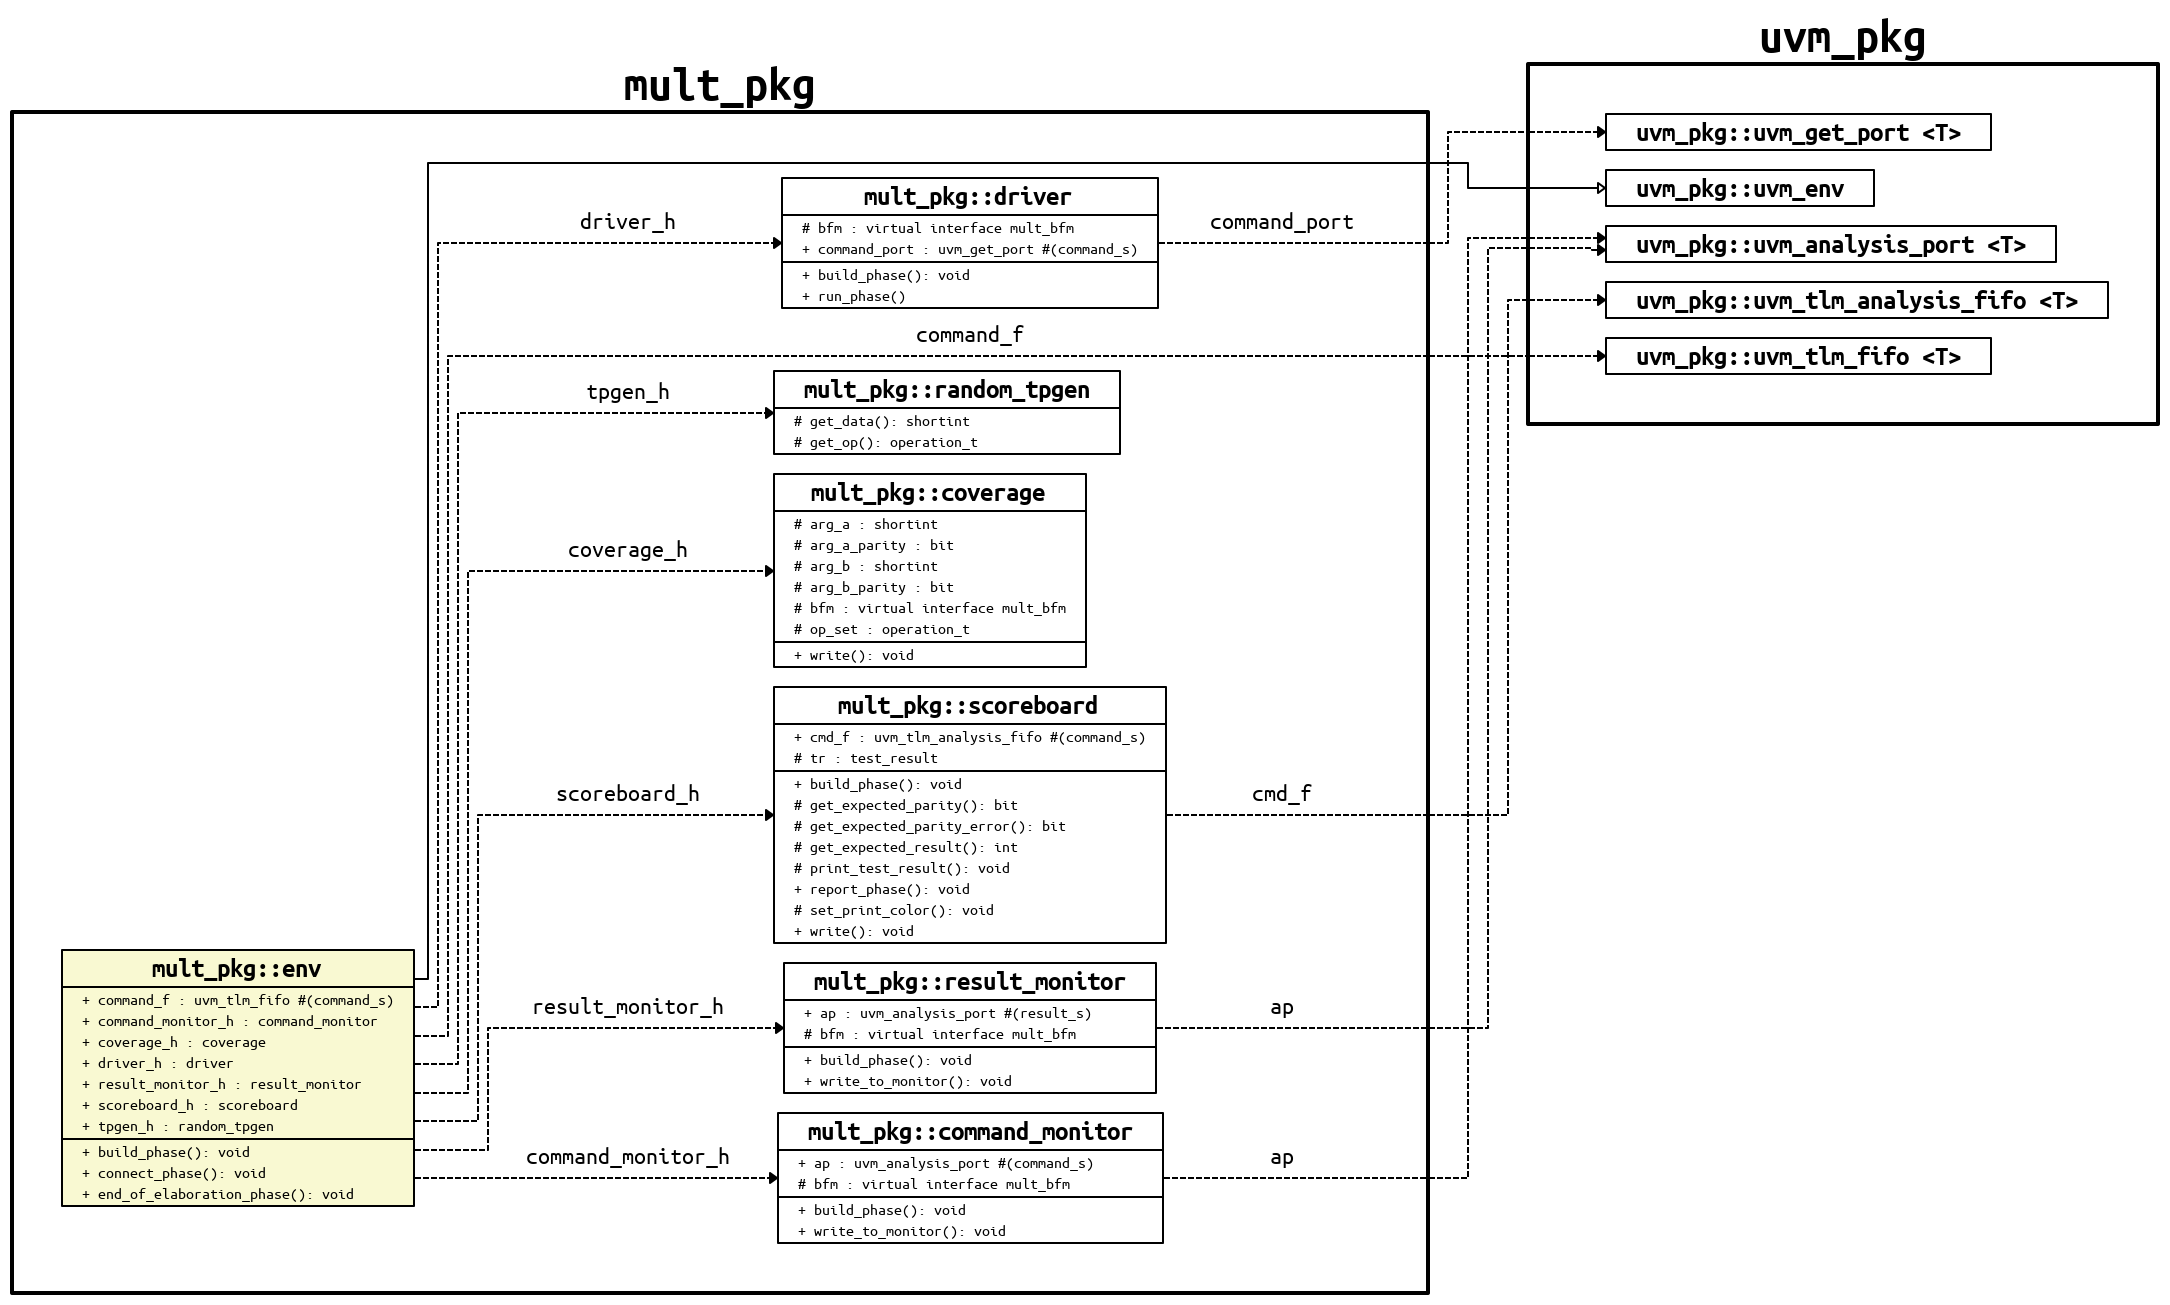 uvm_pkg
mult_pkg
uvm_pkg::uvm_get_port <T>
uvm_pkg::uvm_env
uvm_pkg::uvm_analysis_port <T>
uvm_pkg::uvm_tlm_analysis_fifo <T>
uvm_pkg::uvm_tlm_fifo <T>
driver_h
mult_pkg::driver
# bfm : virtual interface mult_bfm
+ command_port : uvm_get_port #(command_s)
+ build_phase(): void
+ run_phase()
command_port
command_f
tpgen_h
mult_pkg::random_tpgen
# get_data(): shortint
# get_op(): operation_t
coverage_h
mult_pkg::coverage
# arg_a : shortint
# arg_a_parity : bit
# arg_b : shortint
# arg_b_parity : bit
# bfm : virtual interface mult_bfm
# op_set : operation_t
+ write(): void
scoreboard_h
mult_pkg::scoreboard
+ cmd_f : uvm_tlm_analysis_fifo #(command_s)
# tr : test_result
+ build_phase(): void
# get_expected_parity(): bit
# get_expected_parity_error(): bit
# get_expected_result(): int
# print_test_result(): void
+ report_phase(): void
# set_print_color(): void
+ write(): void
cmd_f
mult_pkg::env
+ command_f : uvm_tlm_fifo #(command_s)
+ command_monitor_h : command_monitor
+ coverage_h : coverage
+ driver_h : driver
+ result_monitor_h : result_monitor
+ scoreboard_h : scoreboard
+ tpgen_h : random_tpgen
+ build_phase(): void
+ connect_phase(): void
+ end_of_elaboration_phase(): void
result_monitor_h
mult_pkg::result_monitor
+ ap : uvm_analysis_port #(result_s)
# bfm : virtual interface mult_bfm
+ build_phase(): void
+ write_to_monitor(): void
ap
command_monitor_h
mult_pkg::command_monitor
+ ap : uvm_analysis_port #(command_s)
# bfm : virtual interface mult_bfm
+ build_phase(): void
+ write_to_monitor(): void
ap